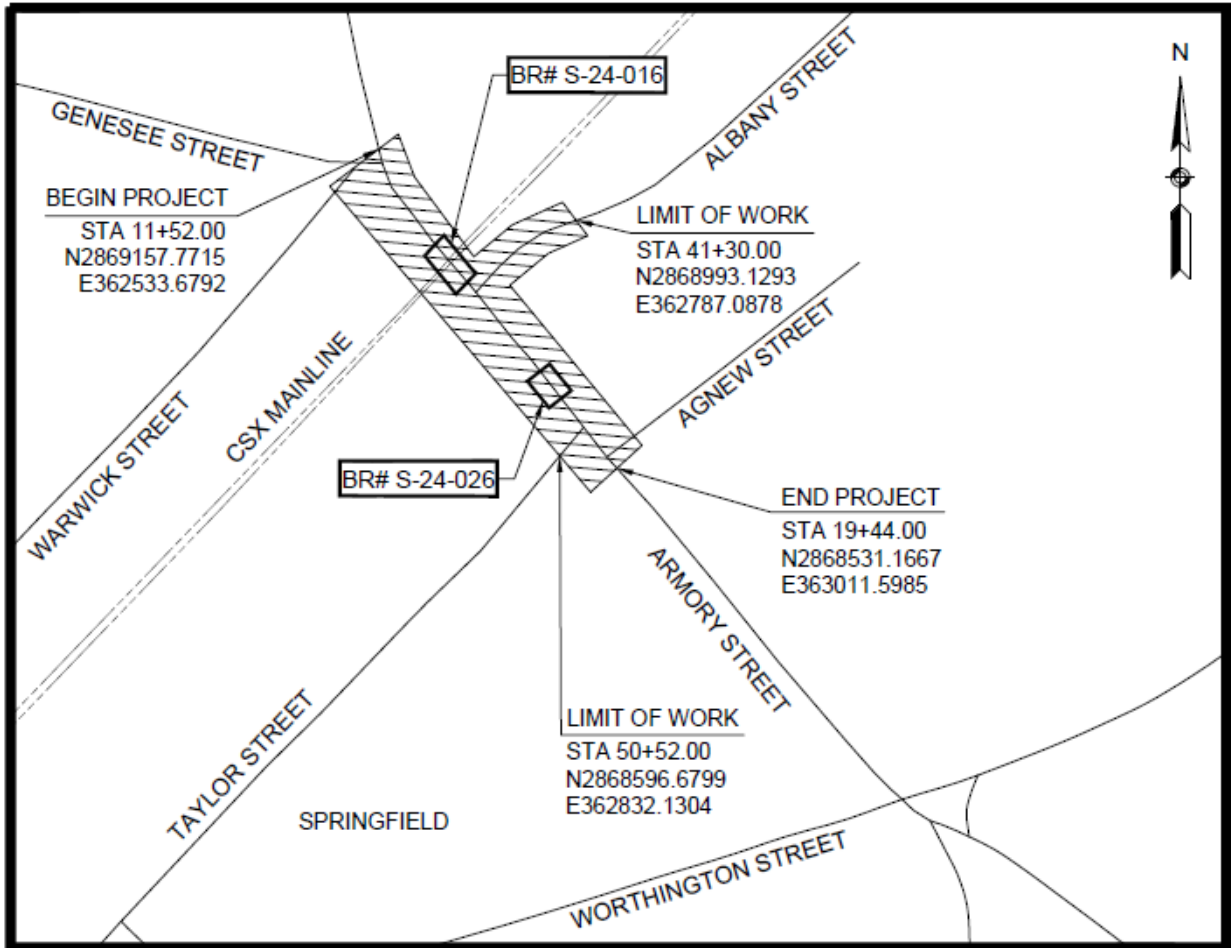 N
BR# S-24-016
ALBANY STREET
GENESEE STREET
BEGIN PROJECT
STA 11+52.00
N2869157.7715
E362533.6792
LIMIT OF WORK
STA 41+30.00
N2868993.1293
E362787.0878
AGNEW STREET
CSX MAINLINE
WARWICK STREET
BR# S-24-026
END PROJECT
STA 19+44.00
N2868531.1667
E363011.5985
ARMORY STREET
LIMIT OF WORK
STA 50+52.00
N2868596.6799
E362832.1304
TAYLOR STREET
SPRINGFIELD
WORTHINGTON STREET